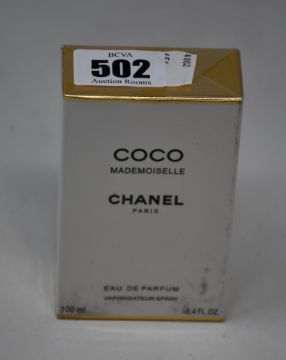 BCVA
502
Auction Rooms
COCO
MADEMOISELLE
CHANEL
PARIS
EAU DE PARFUM
VAPORISATEUR SPRAY
100 ml
3.4 FL.OZ